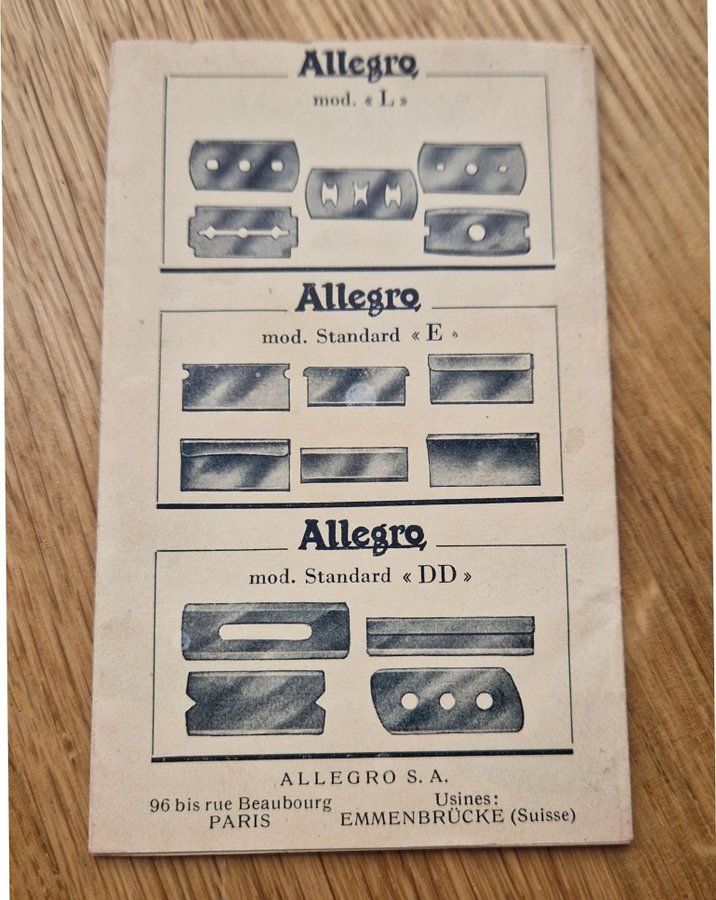 Allegro
mod. « L »
Allegro
mod. Standard « E »
Allegro
mod. Standard « DD »
ALLEGRO S. A.
96 bis rue Beaubourg
PARIS
Usines:
EMMENBRÜCKE (Suisse)